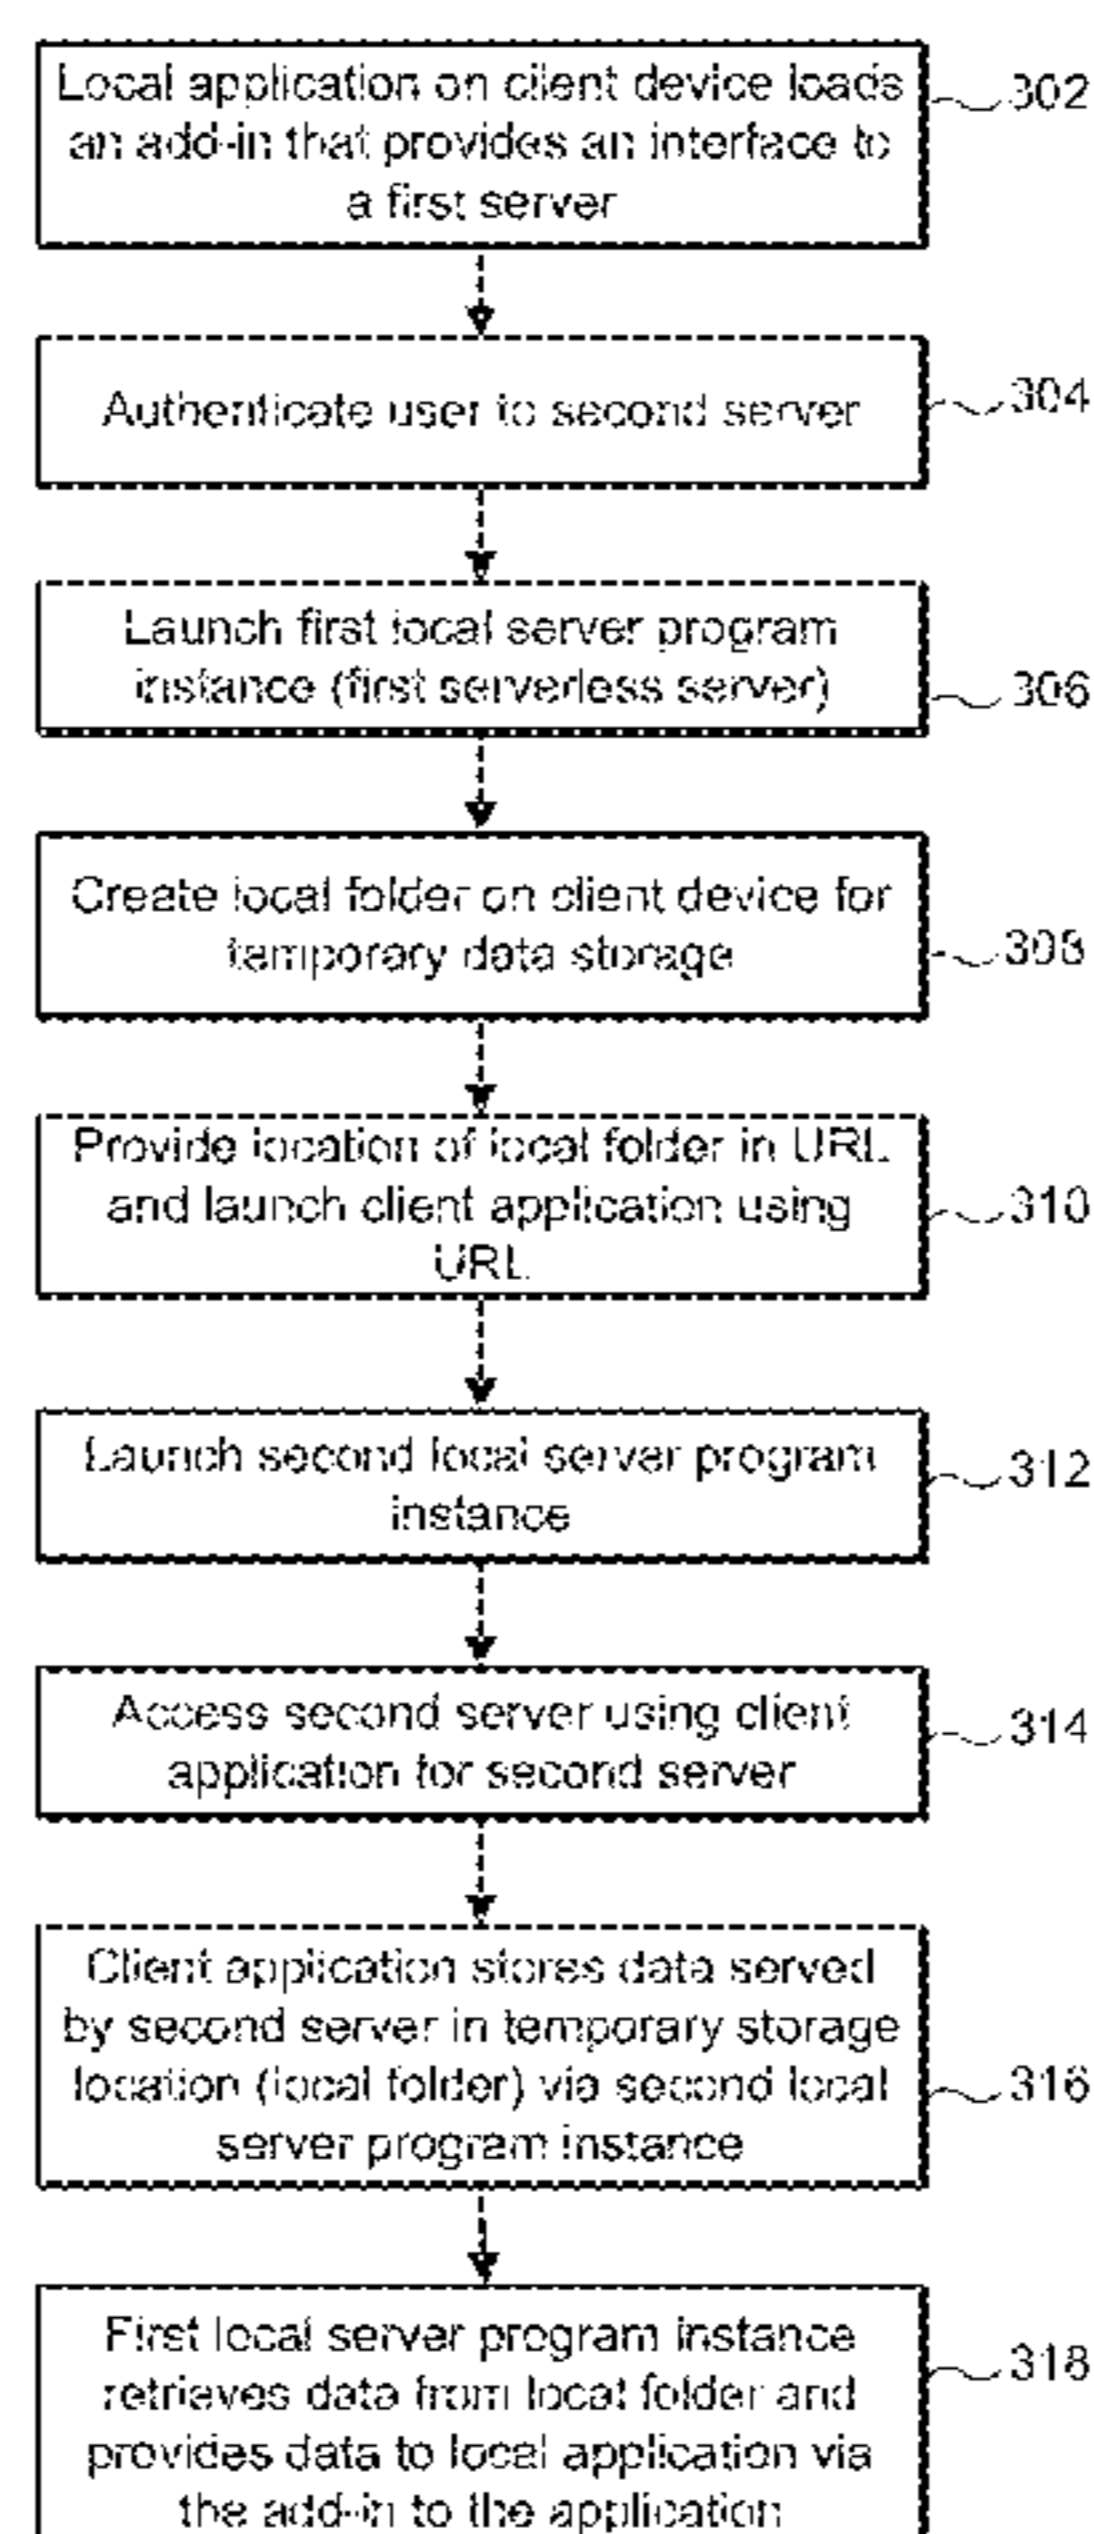 Local application on client device loads
an add-in that provides an interface to
a first server
302
Authenticate user to second server
304
Launch first local server program
instance (first serverless server)
306
Create local folder on client device for
temporary data storage
308
Provide location of local folder in URL
and launch client application using
URL
310
Launch second local server program
instance
312
Access second server using client
application for second server
314
Client application stores data served
by second server in temporary storage
location (local folder) via second local
server program instance
316
First local server program instance
retrieves data from local folder and
provides data to local application via
the add-in to the application
318